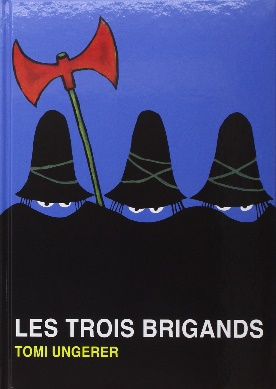 LES TROIS BRIGANDS
TOMI UNGERER